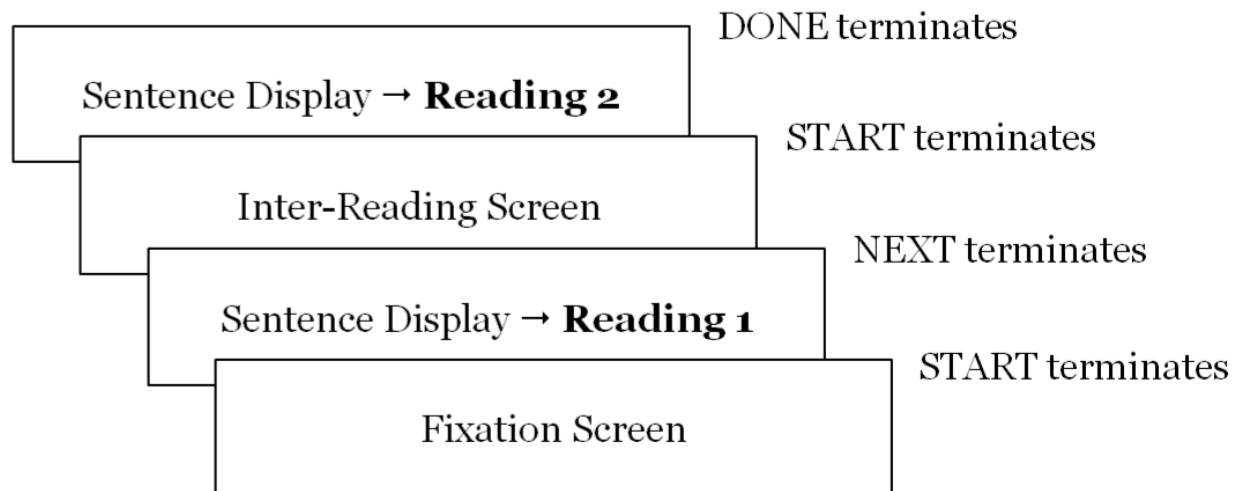 DONE terminates
Sentence Display → Reading 2
START terminates
Inter-Reading Screen
NEXT terminates
Sentence Display → Reading 1
START terminates
Fixation Screen